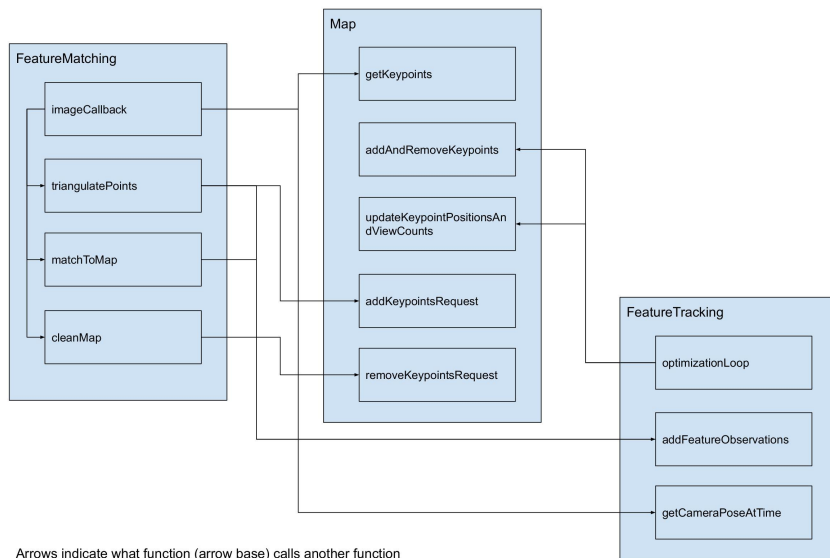 FeatureMatching
imageCallback
triangulatePoints
matchToMap
cleanMap
Map
getKeypoints
addAndRemoveKeypoints
updateKeypointPositionsAn
dViewCounts
addKeypointsRequest
removeKeypointsRequest
FeatureTracking
optimizationLoop
addFeatureObservations
getCameraPoseAtTime
Arrows indicate what function (arrow base) calls another function